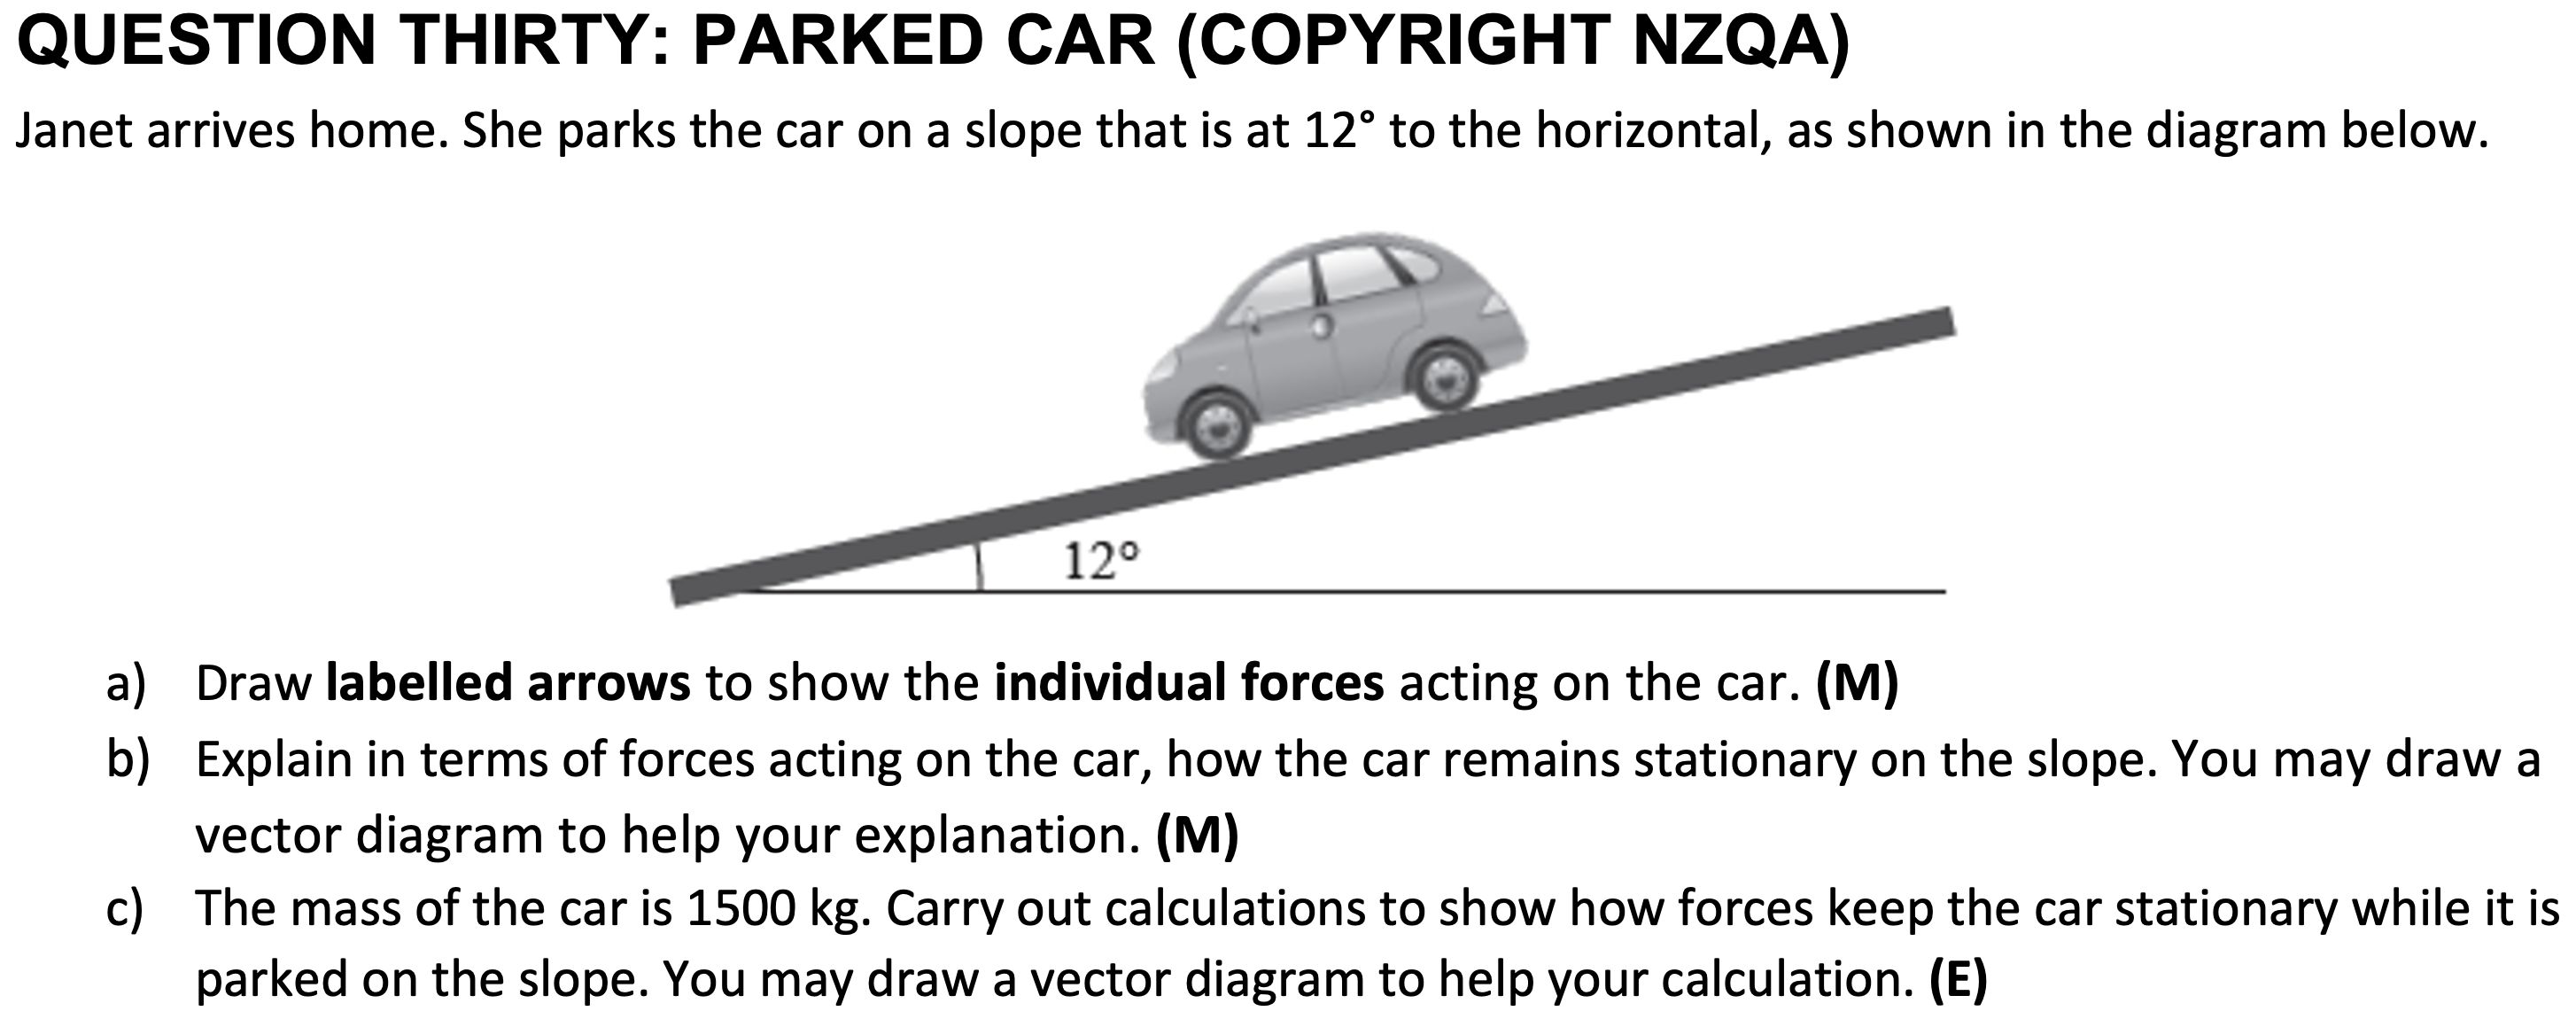 QUESTION THIRTY: PARKED CAR (COPYRIGHT NZQA)
Janet arrives home. She parks the car on a slope that is at 12° to the horizontal, as shown in the diagram below.
12°
a) Draw labelled arrows to show the individual forces acting on the car. (M)
b) Explain in terms of forces acting on the car, how the car remains stationary on the slope. You may draw a
vector diagram to help your explanation. (M)
c) The mass of the car is 1500 kg. Carry out calculations to show how forces keep the car stationary while it is
parked on the slope. You may draw a vector diagram to help your calculation. (E)